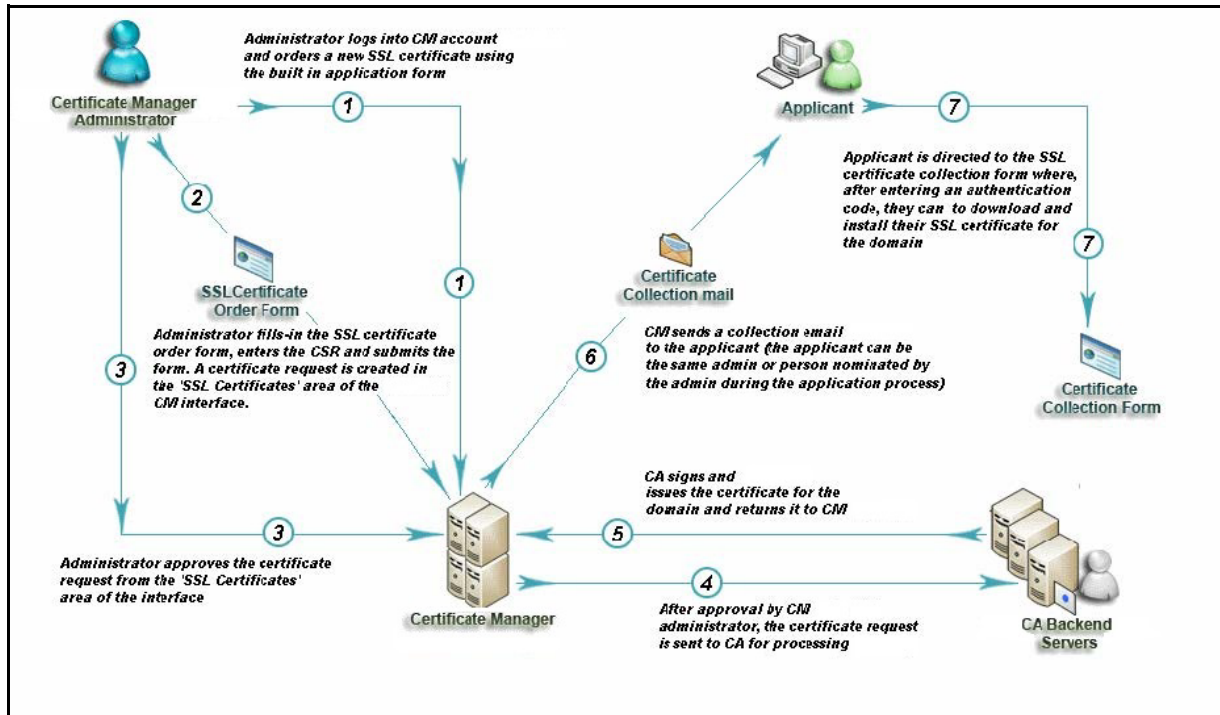 Administrator logs into CM account
and orders a new SSL certificate using
the built in application form
Certificate Manager
Administrator
1
Applicant
7
Applicant is directed to the SSL
certificate collection form where,
after entering an authentication
code, they can to download and
install their SSL certificate for
the domain
7
2
SSLCertificate
Order Form
1
Certificate
Collection mail
Administrator fills-in the SSL certificate
order form, enters the CSR and submits the
form. A certificate request is created in
the 'SSL Certificates' area of the
CM interface.
3
6
CM sends a collection email
to the applicant (the applicant can be
the same admin or person nominated by
the admin during the application process)
Certificate
Collection Form
CA signs and
issues the certificate for the
domain and returns it to CM
3
5
Administrator approves the certificate
request from the 'SSL Certificates'
area of the interface
4
Certificate Manager
After approval by CM
administrator, the certificate request
is sent to CA for processing
CA Backend
Servers